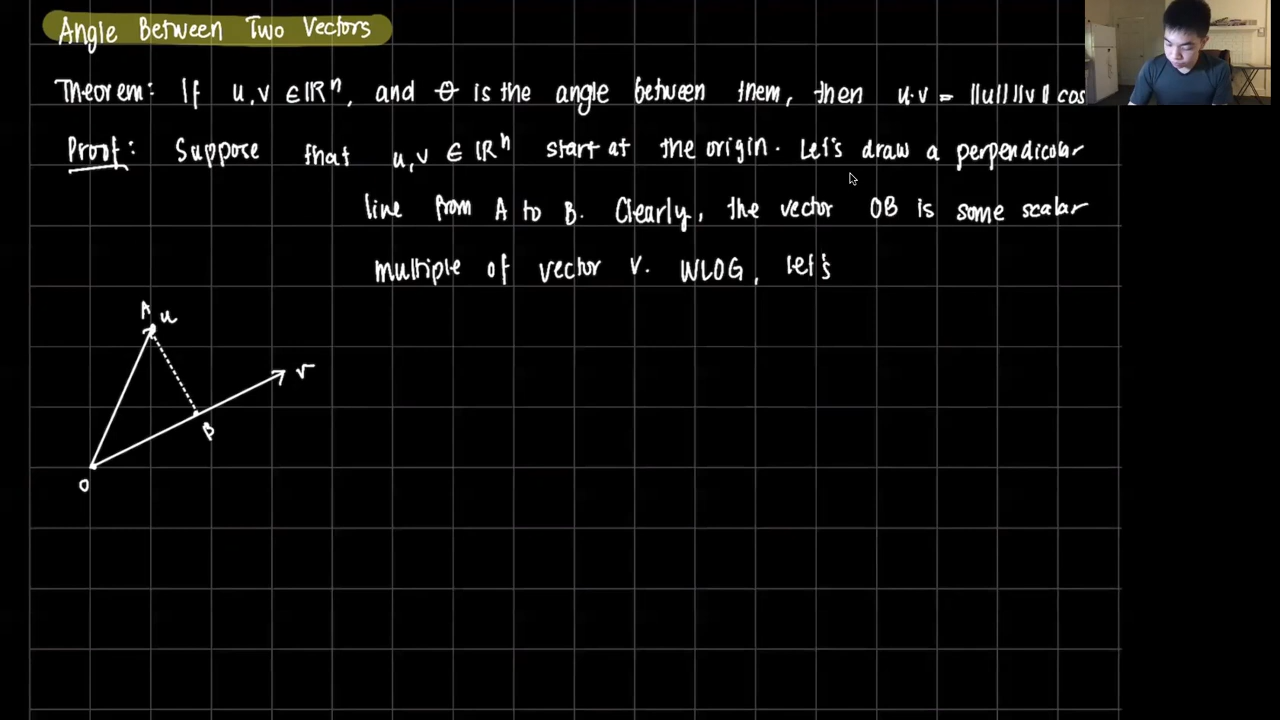 Angle Between Two Vectors
Theorem: If u,v ∈ ℝⁿ, and θ is the angle between them, then u·v = ||u|| ||v|| cos
Proof: Suppose that u,v ∈ ℝⁿ start at the origin. Let's draw a perpendicular
line from A to B. Clearly, the vector OB is some scalar
multiple of vector v. WLOG, let's
A u
v
B
O